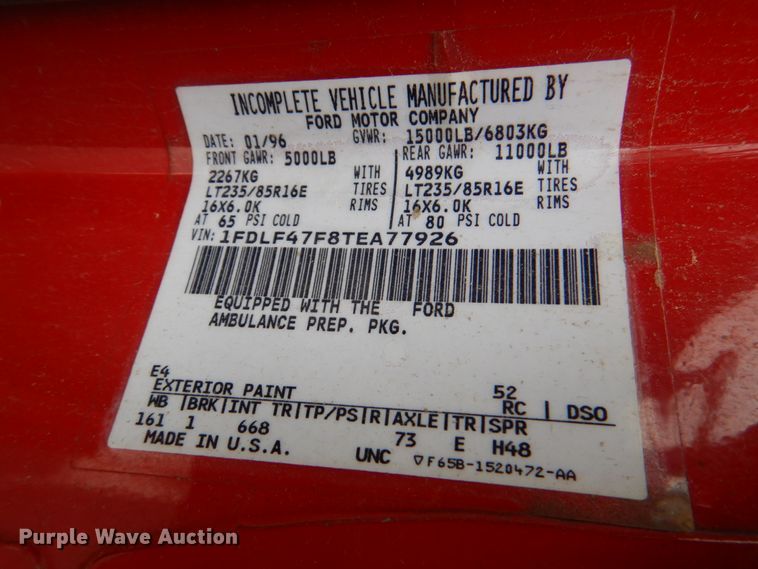 INCOMPLETE VEHICLE MANUFACTURED BY
FORD MOTOR COMPANY
DATE: 01/96 GVWR: 15000LB/6803KG
FRONT GAWR: 5000LB REAR GAWR: 11000LB
2267KG WITH 4989KG WITH
LT235/85R16E TIRES LT235/85R16E TIRES
16X6.0K RIMS 16X6.0K RIMS
AT 65 PSI COLD AT 80 PSI COLD
VIN: 1FDLF47F8TEA77926
EQUIPPED WITH THE FORD
AMBULANCE PREP. PKG.
E4 52
EXTERIOR PAINT RC | DSO
WB |BRK|INT TR|TP/PS|R|AXLE|TR|SPR
161 1 668 73 E H48
MADE IN U.S.A. UNC ▽F65B-1520472-AA
Purple Wave Auction